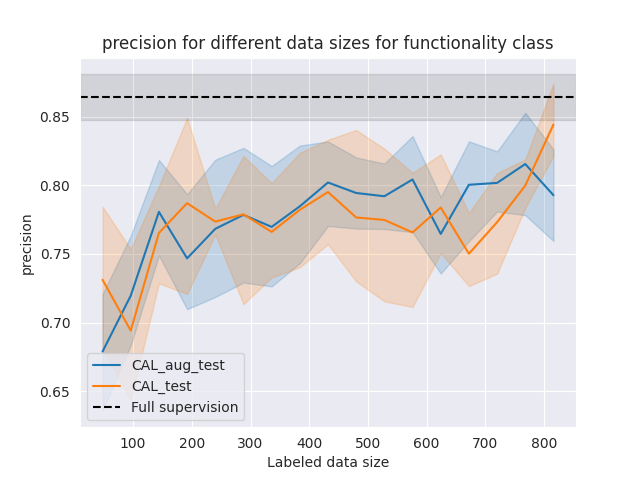 precision for different data sizes for functionality class
precision
0.85
0.80
0.75
0.70
0.65
CAL_aug_test
CAL_test
Full supervision
100 200 300 400 500 600 700 800
Labeled data size